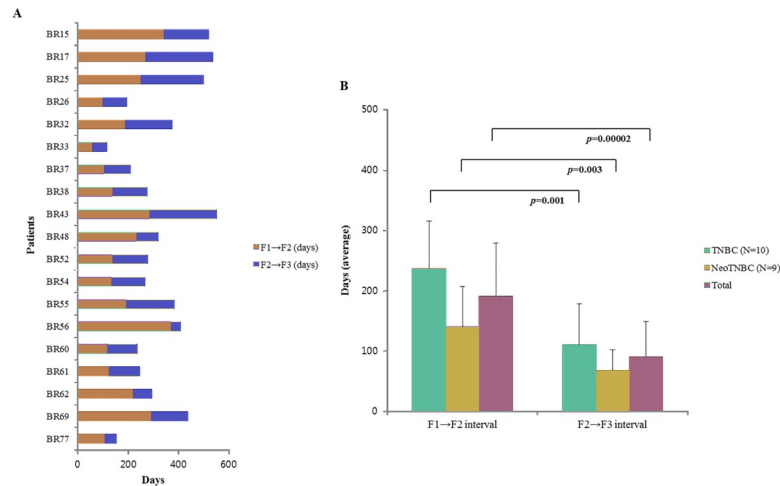 A
BR15
BR17
BR25
BR26
BR32
BR33
BR37
BR38
BR43
BR48
BR52
BR54
BR55
BR56
BR60
BR61
BR62
BR69
BR77
Patients
0 200 400 600
Days
F1→F2 (days)
F2→F3 (days)
B
500
400
300
200
100
0
Days (average)
p=0.00002
p=0.003
p=0.001
TNBC (N=10)
NeoTNBC (N=9)
Total
F1→F2 interval F2→F3 interval